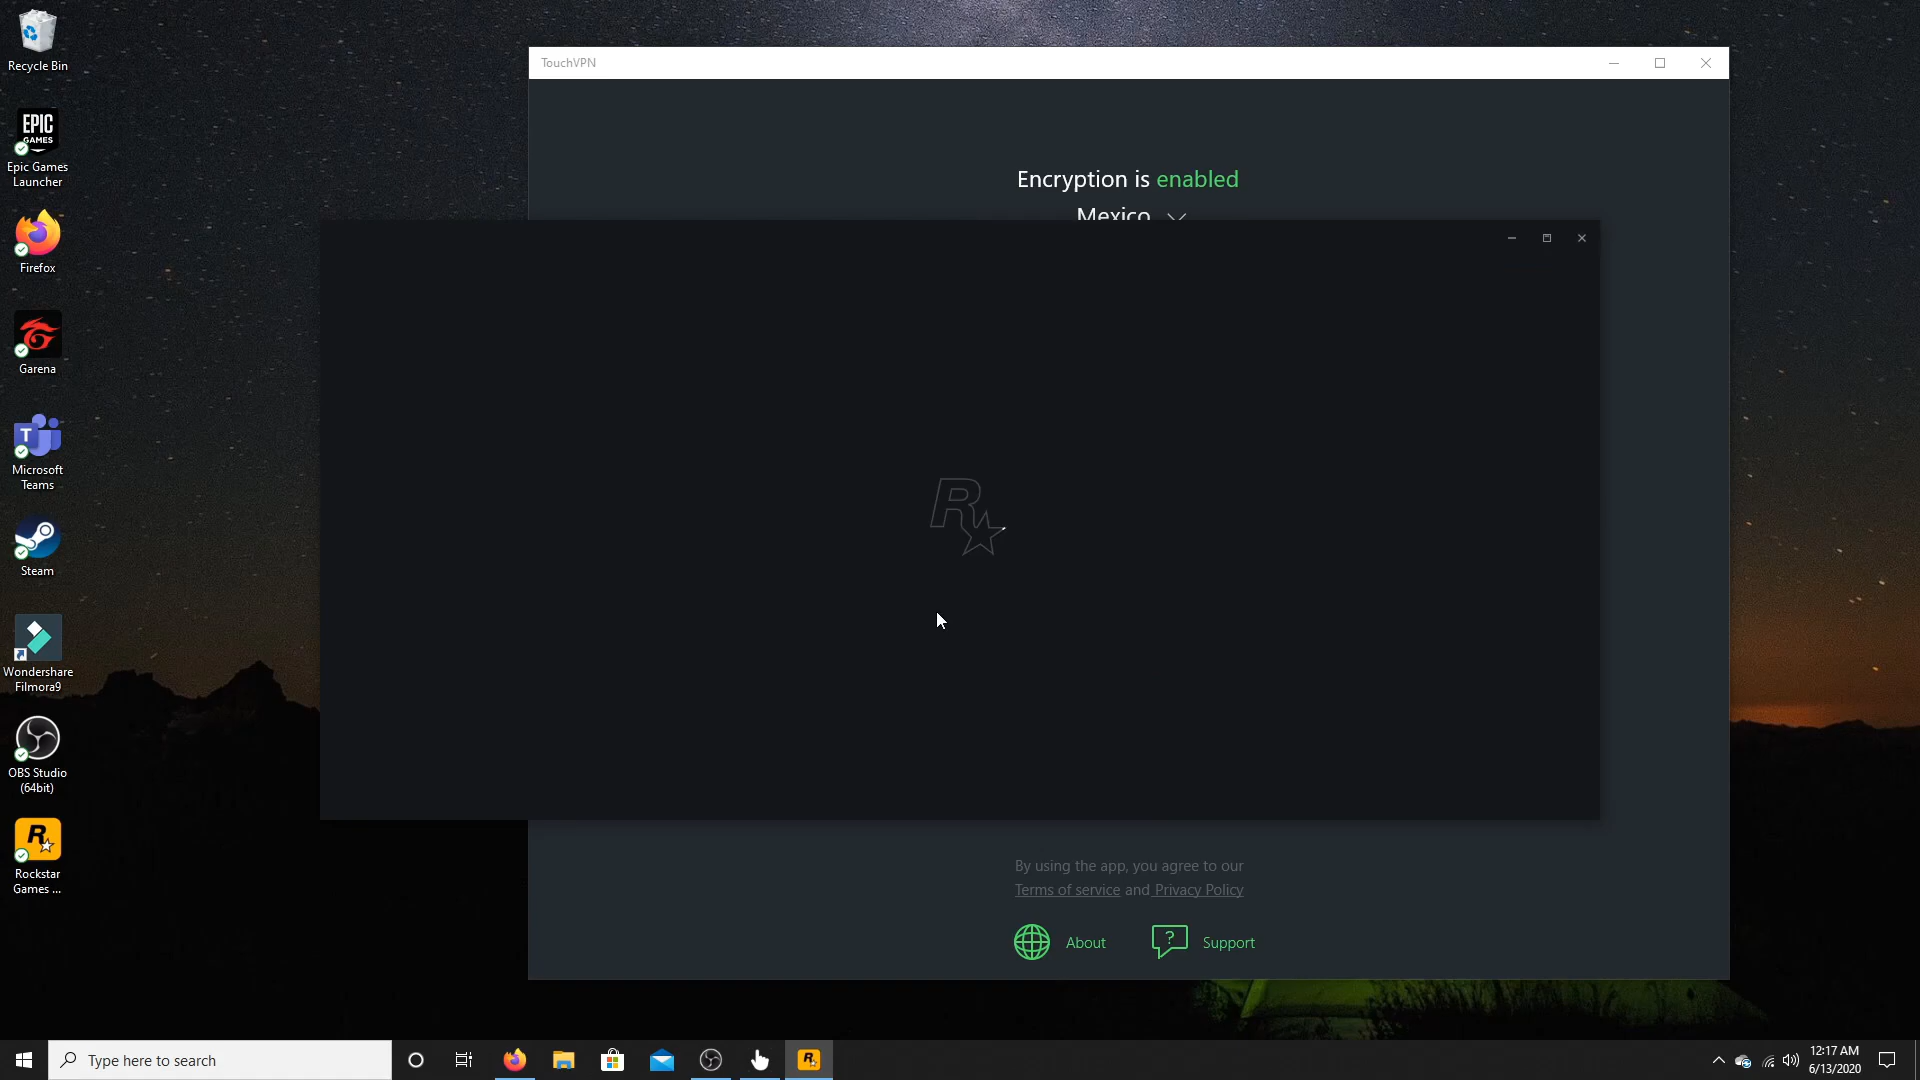 Recycle Bin
EPIC
GAMES
Epic Games
Launcher
Firefox
Garena
T
Microsoft
Teams
Steam
Wondershare
Filmora9
OBS Studio
(64bit)
R
Rockstar
Games ...
TouchVPN
Encryption is enabled
Mexico
R
By using the app, you agree to our
Terms of service and Privacy Policy
About
?
Support
Type here to search
R
12:17 AM
6/13/2020